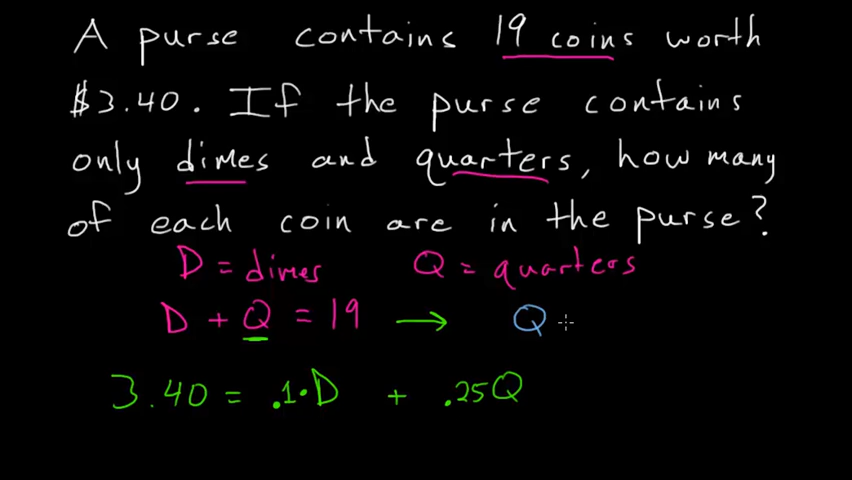 A purse contains 19 coins worth
$3.40. If the purse contains
only dimes and quarters, how many
of each coin are in the purse?
D = dimes Q = quarters
D + Q = 19 → Q
3.40 = .1·D + .25Q